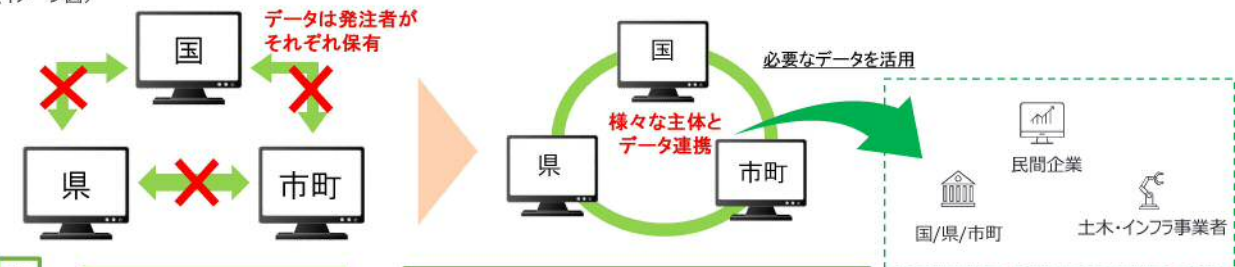 データは発注者が
それぞれ保有
国
県
市町
国
県
市町
様々な主体と
データ連携
必要なデータを活用
民間企業
国/県/市町
土木・インフラ事業者